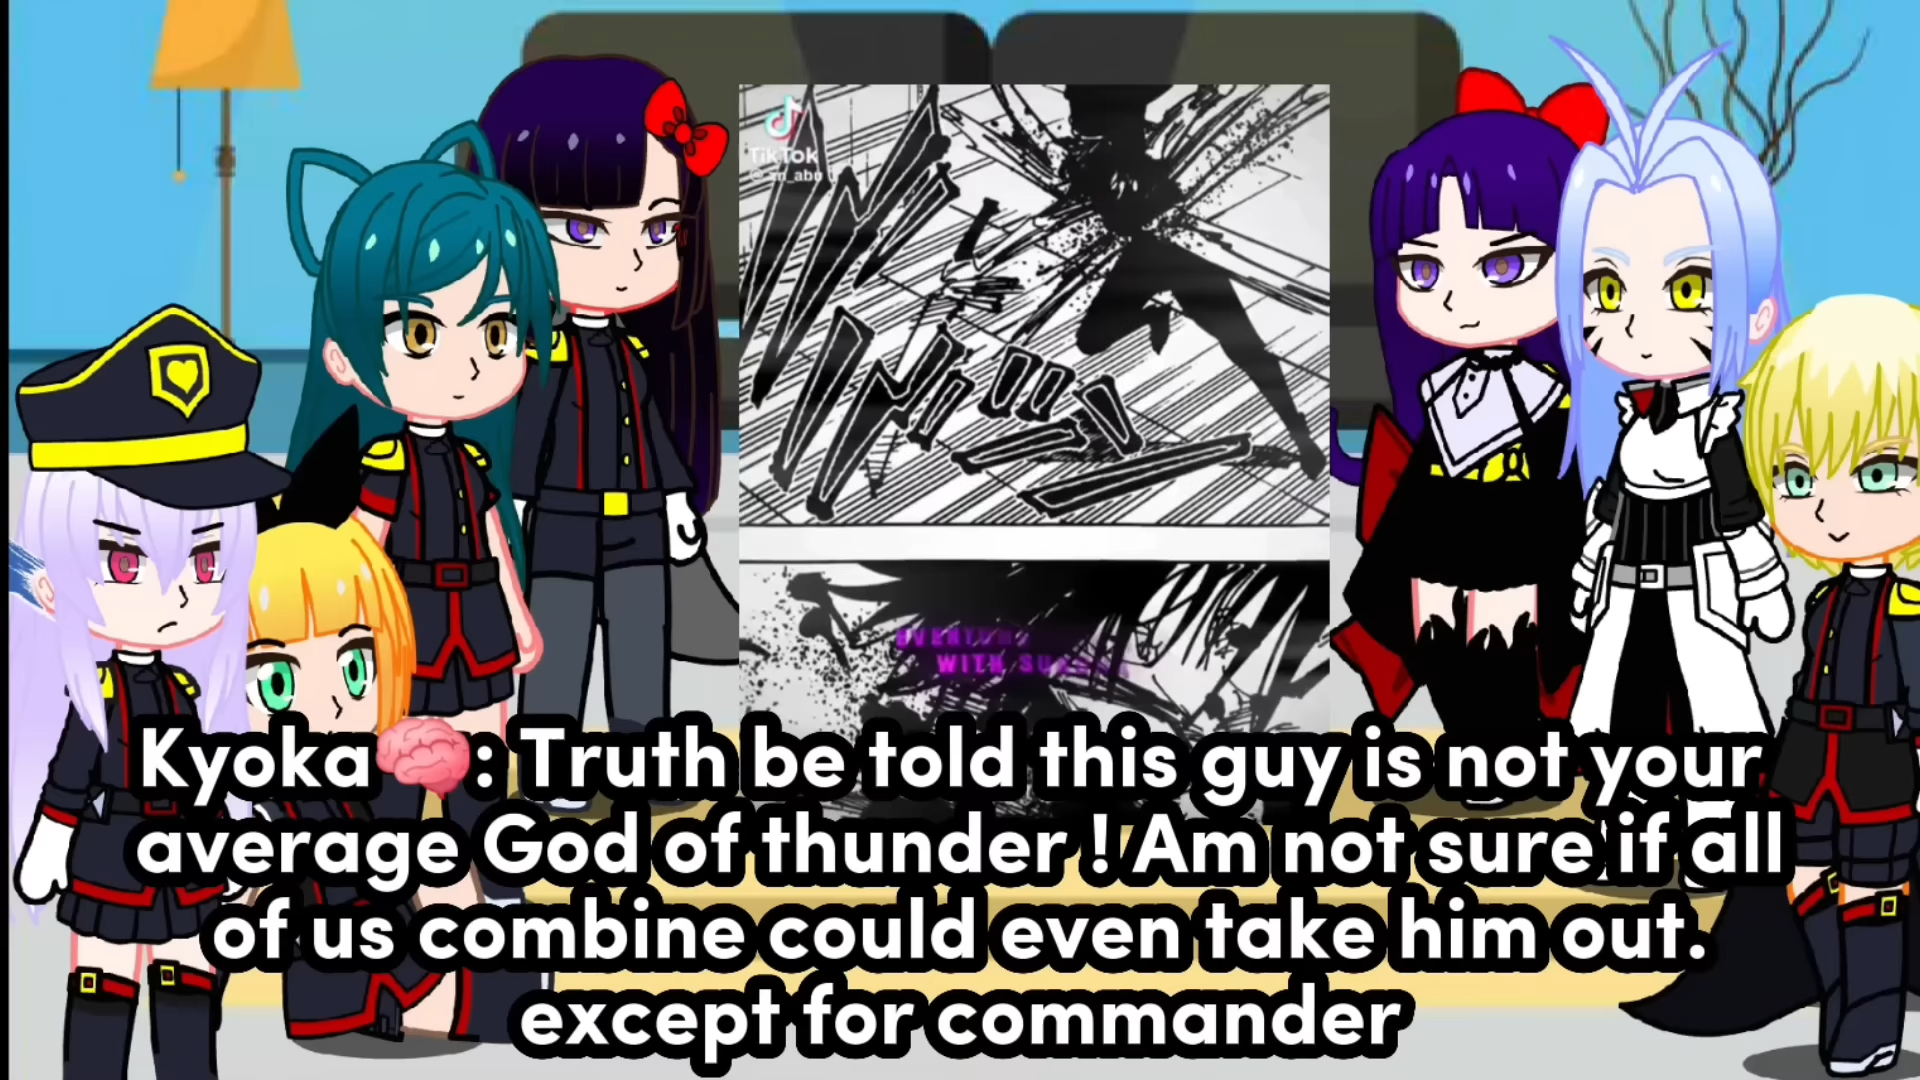 TikTok
WITH
Kyoka🧠: Truth be told this guy is not your
average God of thunder ! Am not sure if all
of us combine could even take him out.
except for commander